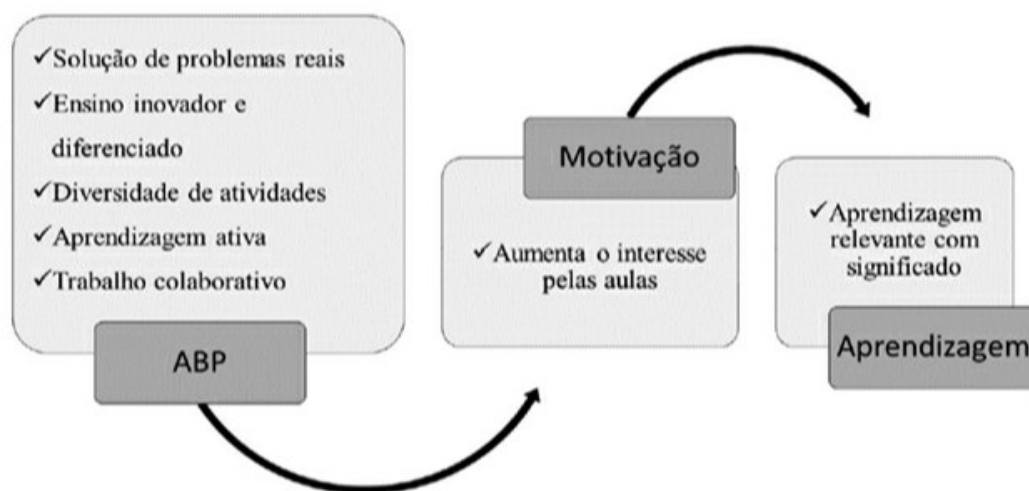 ✓Solução de problemas reais
✓Ensino inovador e
diferenciado
✓Diversidade de atividades
✓Aprendizagem ativa
✓Trabalho colaborativo
ABP
Motivação
✓Aumenta o interesse
pelas aulas
✓Aprendizagem
relevante com
significado
Aprendizagem